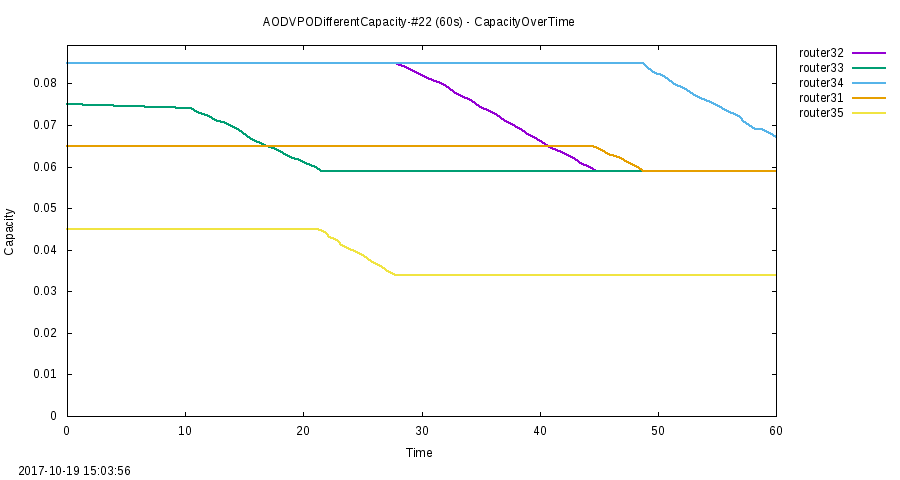 AODVPODifferentCapacity-#22 (60s) - CapacityOverTime
router32
router33
router34
router31
router35
0.08
0.07
0.06
0.05
0.04
0.03
0.02
0.01
0
Capacity
0 10 20 30 40 50 60
Time
2017-10-19 15:03:56